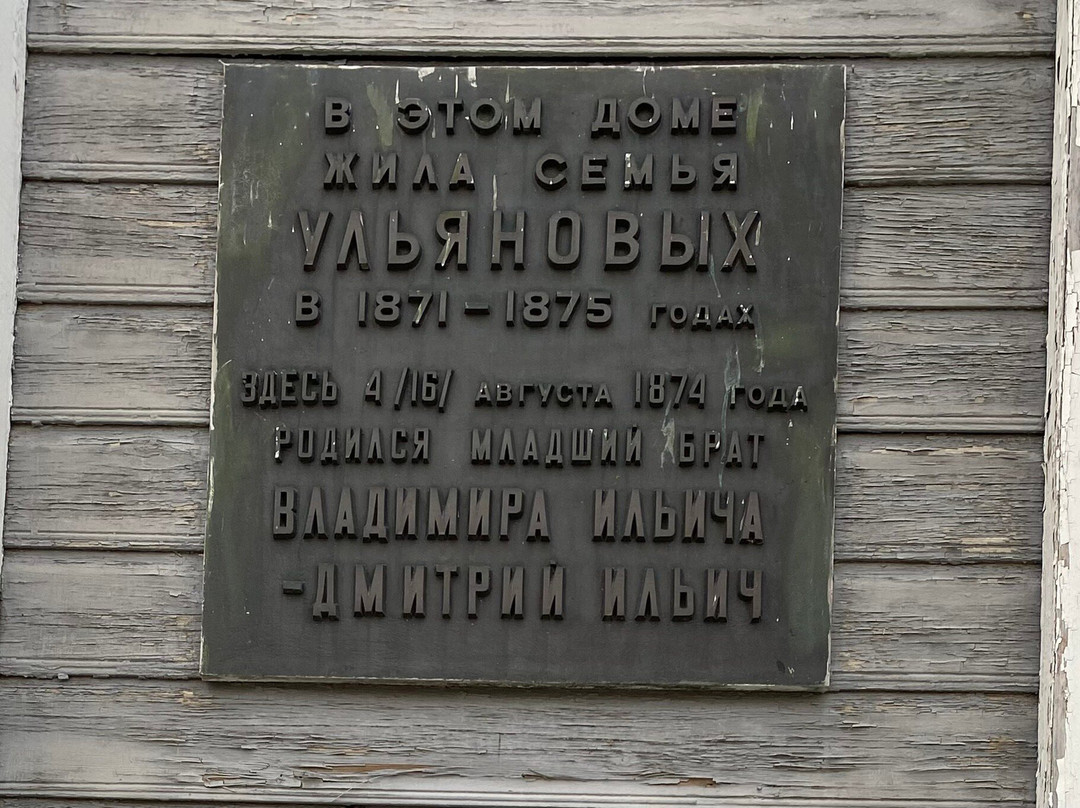 В ЭТОМ ДОМЕ
ЖИЛА СЕМЬЯ
УЛЬЯНОВЫХ
В 1871-1875 ГОДАХ
ЗДЕСЬ 4 /16/ АВГУСТА 1874 ГОДА
РОДИЛСЯ МЛАДШИЙ БРАТ
ВЛАДИМИРА ИЛЬИЧА
-ДМИТРИЙ ИЛЬИЧ